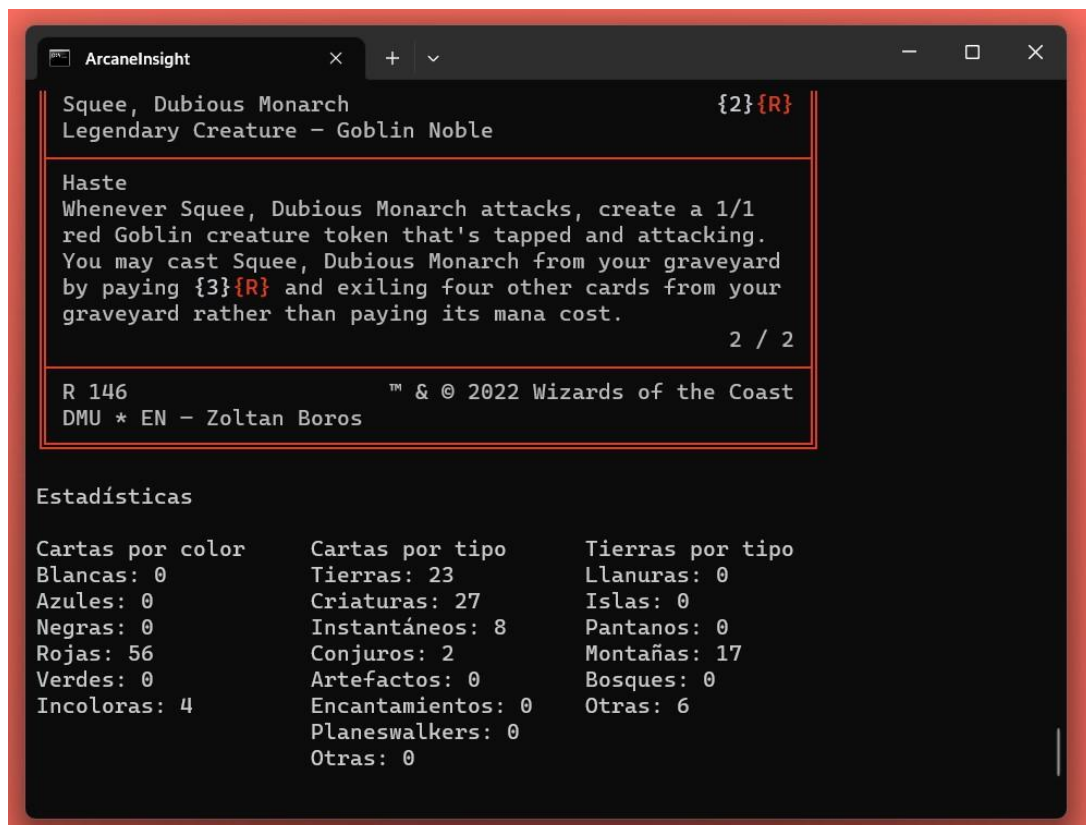 ArcaneInsight
Squee, Dubious Monarch {2}{R}
Legendary Creature — Goblin Noble
Haste
Whenever Squee, Dubious Monarch attacks, create a 1/1
red Goblin creature token that's tapped and attacking.
You may cast Squee, Dubious Monarch from your graveyard
by paying {3}{R} and exiling four other cards from your
graveyard rather than paying its mana cost.
2 / 2
R 146 ™ & © 2022 Wizards of the Coast
DMU * EN — Zoltan Boros
Estadísticas
Cartas por color Cartas por tipo Tierras por tipo
Blancas: 0 Tierras: 23 Llanuras: 0
Azules: 0 Criaturas: 27 Islas: 0
Negras: 0 Instantáneos: 8 Pantanos: 0
Rojas: 56 Conjuros: 2 Montañas: 17
Verdes: 0 Artefactos: 0 Bosques: 0
Incoloras: 4 Encantamientos: 0 Otras: 6
Planeswalkers: 0
Otras: 0